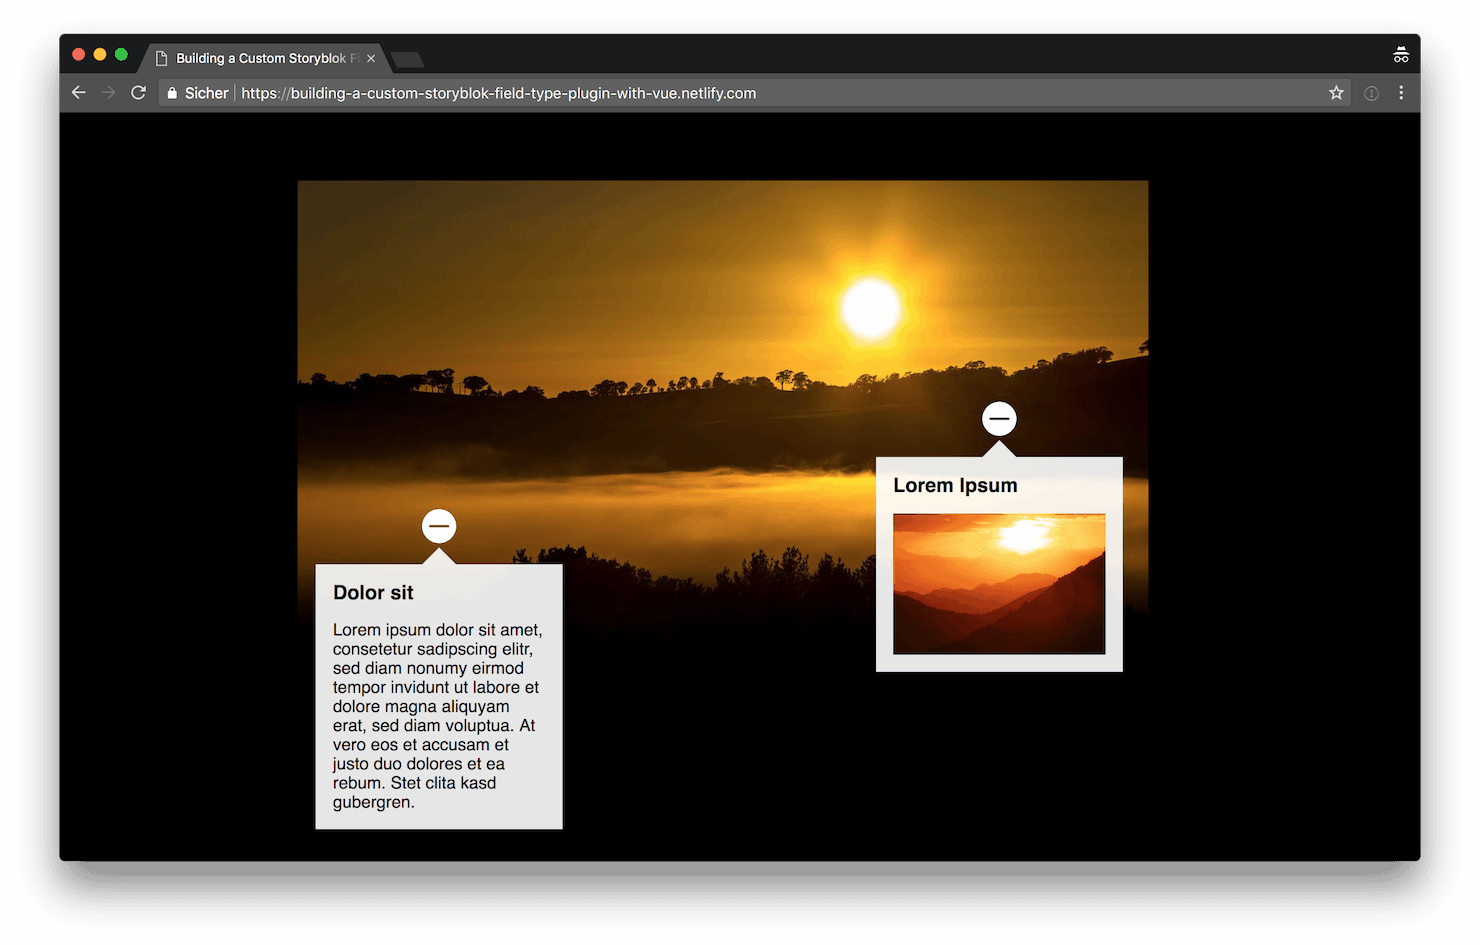 Building a Custom Storyblok Fi
Sicher
https://building-a-custom-storyblok-field-type-plugin-with-vue.netlify.com
Lorem Ipsum
Dolor sit
Lorem ipsum dolor sit amet,
consetetur sadipscing elitr,
sed diam nonumy eirmod
tempor invidunt ut labore et
dolore magna aliquyam
erat, sed diam voluptua. At
vero eos et accusam et
justo duo dolores et ea
rebum. Stet clita kasd
gubergren.